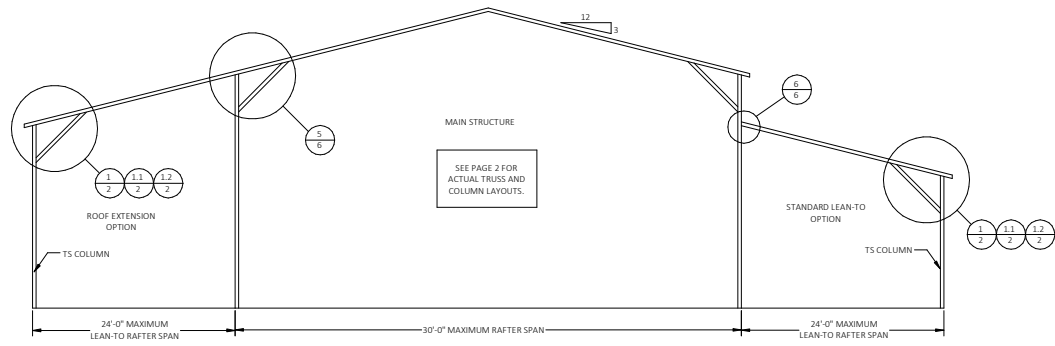 12
3
6
6
5
6
MAIN STRUCTURE
SEE PAGE 2 FOR
ACTUAL TRUSS AND
COLUMN LAYOUTS.
1 1.1 1.2
2 2 2
ROOF EXTENSION
OPTION
STANDARD LEAN-TO
OPTION
1 1.1 1.2
2 2 2
TS COLUMN
TS COLUMN
24'-0" MAXIMUM
LEAN-TO RAFTER SPAN
30'-0" MAXIMUM RAFTER SPAN
24'-0" MAXIMUM
LEAN-TO RAFTER SPAN